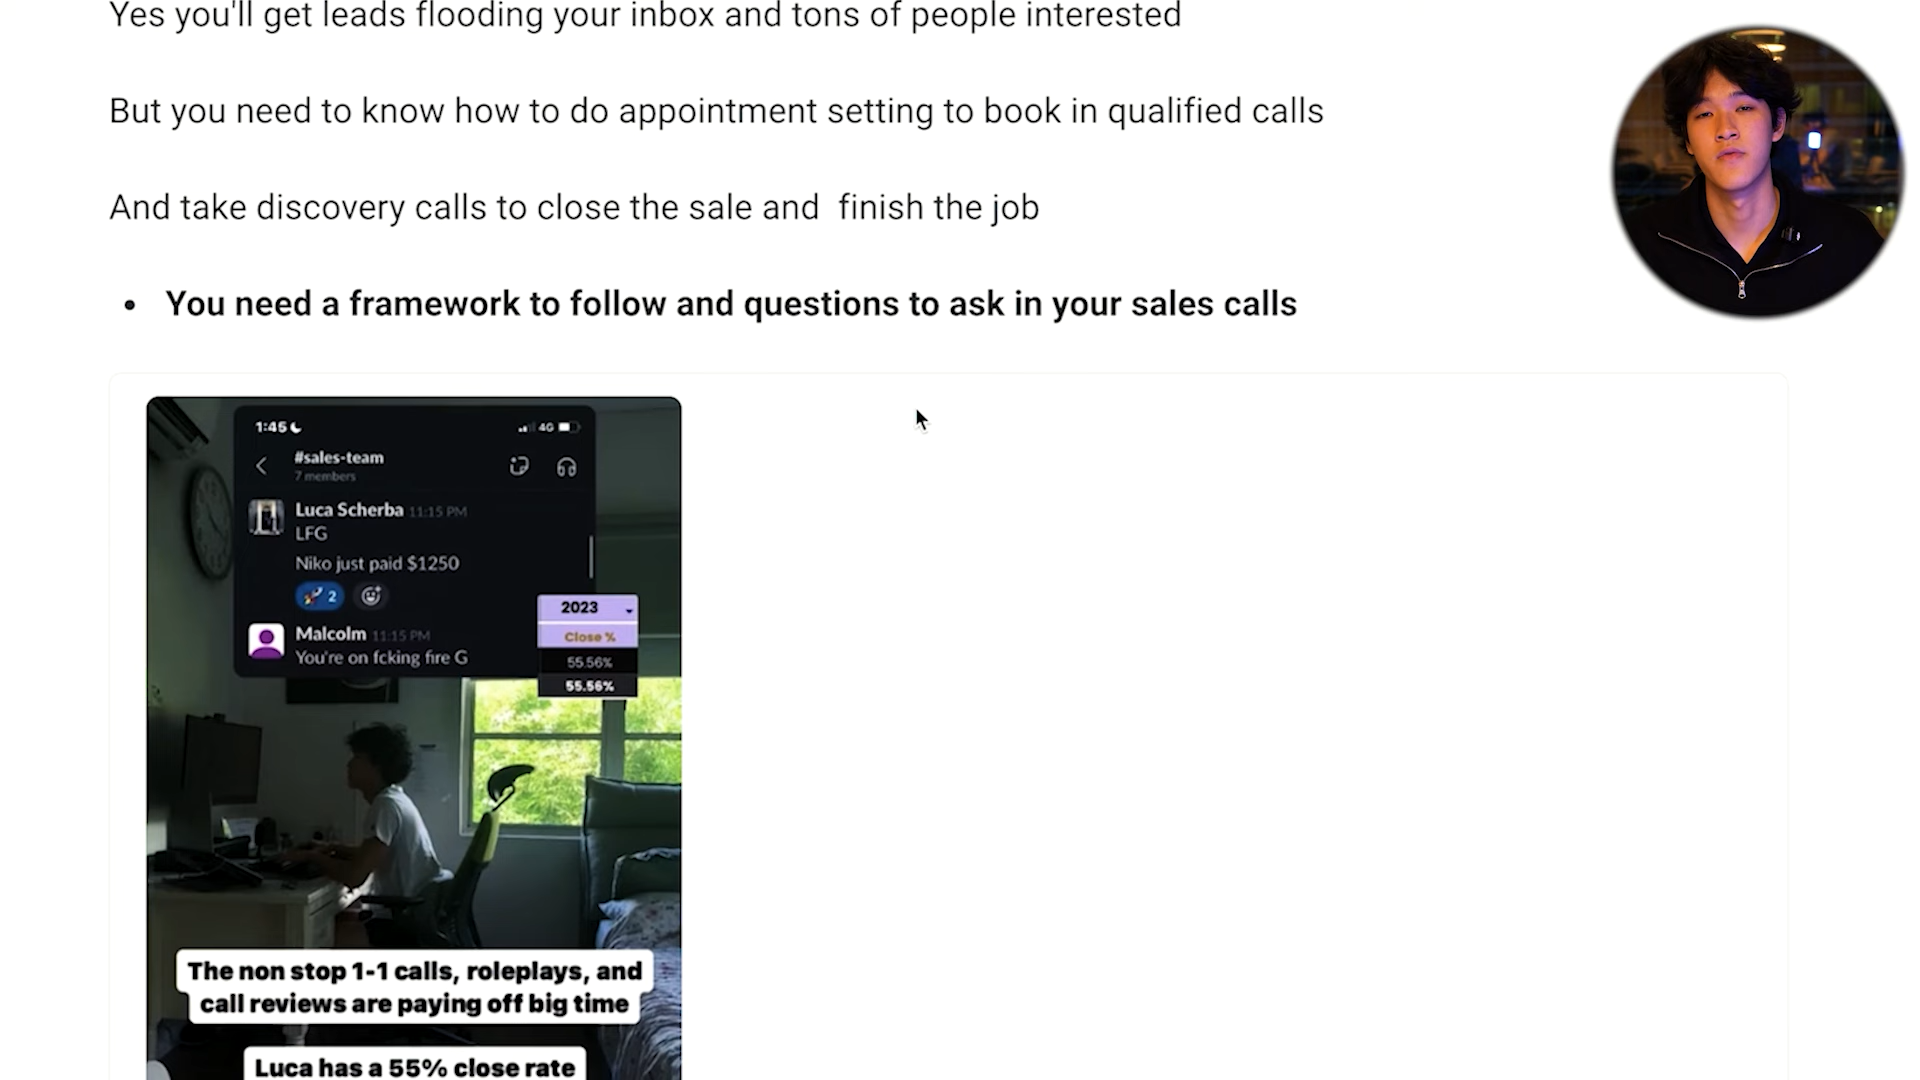 Yes you'll get leads flooding your inbox and tons of people interested
But you need to know how to do appointment setting to book in qualified calls
And take discovery calls to close the sale and  finish the job
• You need a framework to follow and questions to ask in your sales calls
1:45
4G
#sales-team
7 members
Luca Scherba 11:15 PM
LFG
Niko just paid $1250
2
2023
Close %
Malcolm 11:15 PM
You're on fcking fire G
55.56%
55.56%
The non stop 1-1 calls, roleplays, and
call reviews are paying off big time
Luca has a 55% close rate